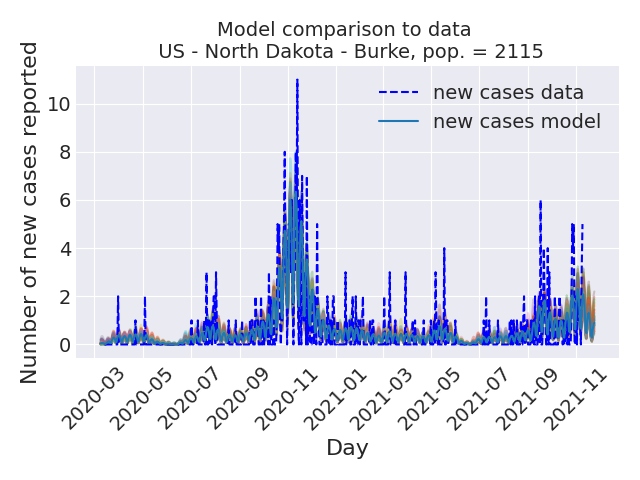 Model comparison to data
US - North Dakota - Burke, pop. = 2115
Number of new cases reported
10
8
6
4
2
0
new cases data
new cases model
2020-03
2020-05
2020-07
2020-09
2020-11
2021-01
2021-03
2021-05
2021-07
2021-09
2021-11
Day